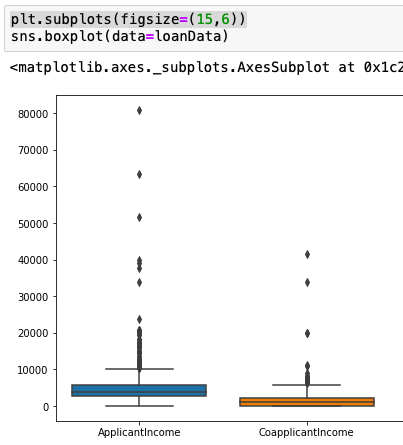 plt.subplots(figsize=(15,6))
sns.boxplot(data=loanData)
<matplotlib.axes._subplots.AxesSubplot at 0x1c2
80000
70000
60000
50000
40000
30000
20000
10000
0
ApplicantIncome CoapplicantIncome